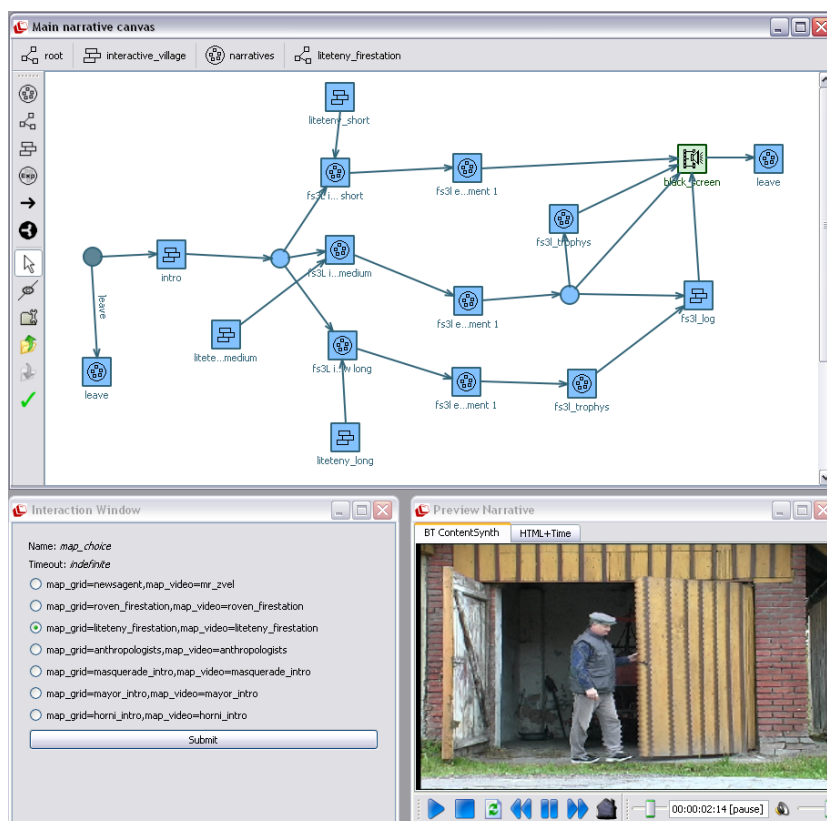 Main narrative canvas
root
interactive_village
narratives
liteteny_firestation
Exp
liteteny_short
fs3L i... short
fs3l e...ment 1
black_screen
leave
fs3l_trophys
intro
fs3L i...medium
leave
litete...medium
fs3l e...ment 1
fs3l_log
fs3L i...w long
leave
fs3l e...ment 1
fs3l_trophys
liteteny_long
Interaction Window
Name: map_choice
Timeout: indefinite
map_grid=newsagent,map_video=mr_zvel
map_grid=roven_firestation,map_video=roven_firestation
map_grid=liteteny_firestation,map_video=liteteny_firestation
map_grid=anthropologists,map_video=anthropologists
map_grid=masquerade_intro,map_video=masquerade_intro
map_grid=mayor_intro,map_video=mayor_intro
map_grid=horni_intro,map_video=horni_intro
Submit
Preview Narrative
BT ContentSynth
HTML+Time
00:00:02:14 [pause]